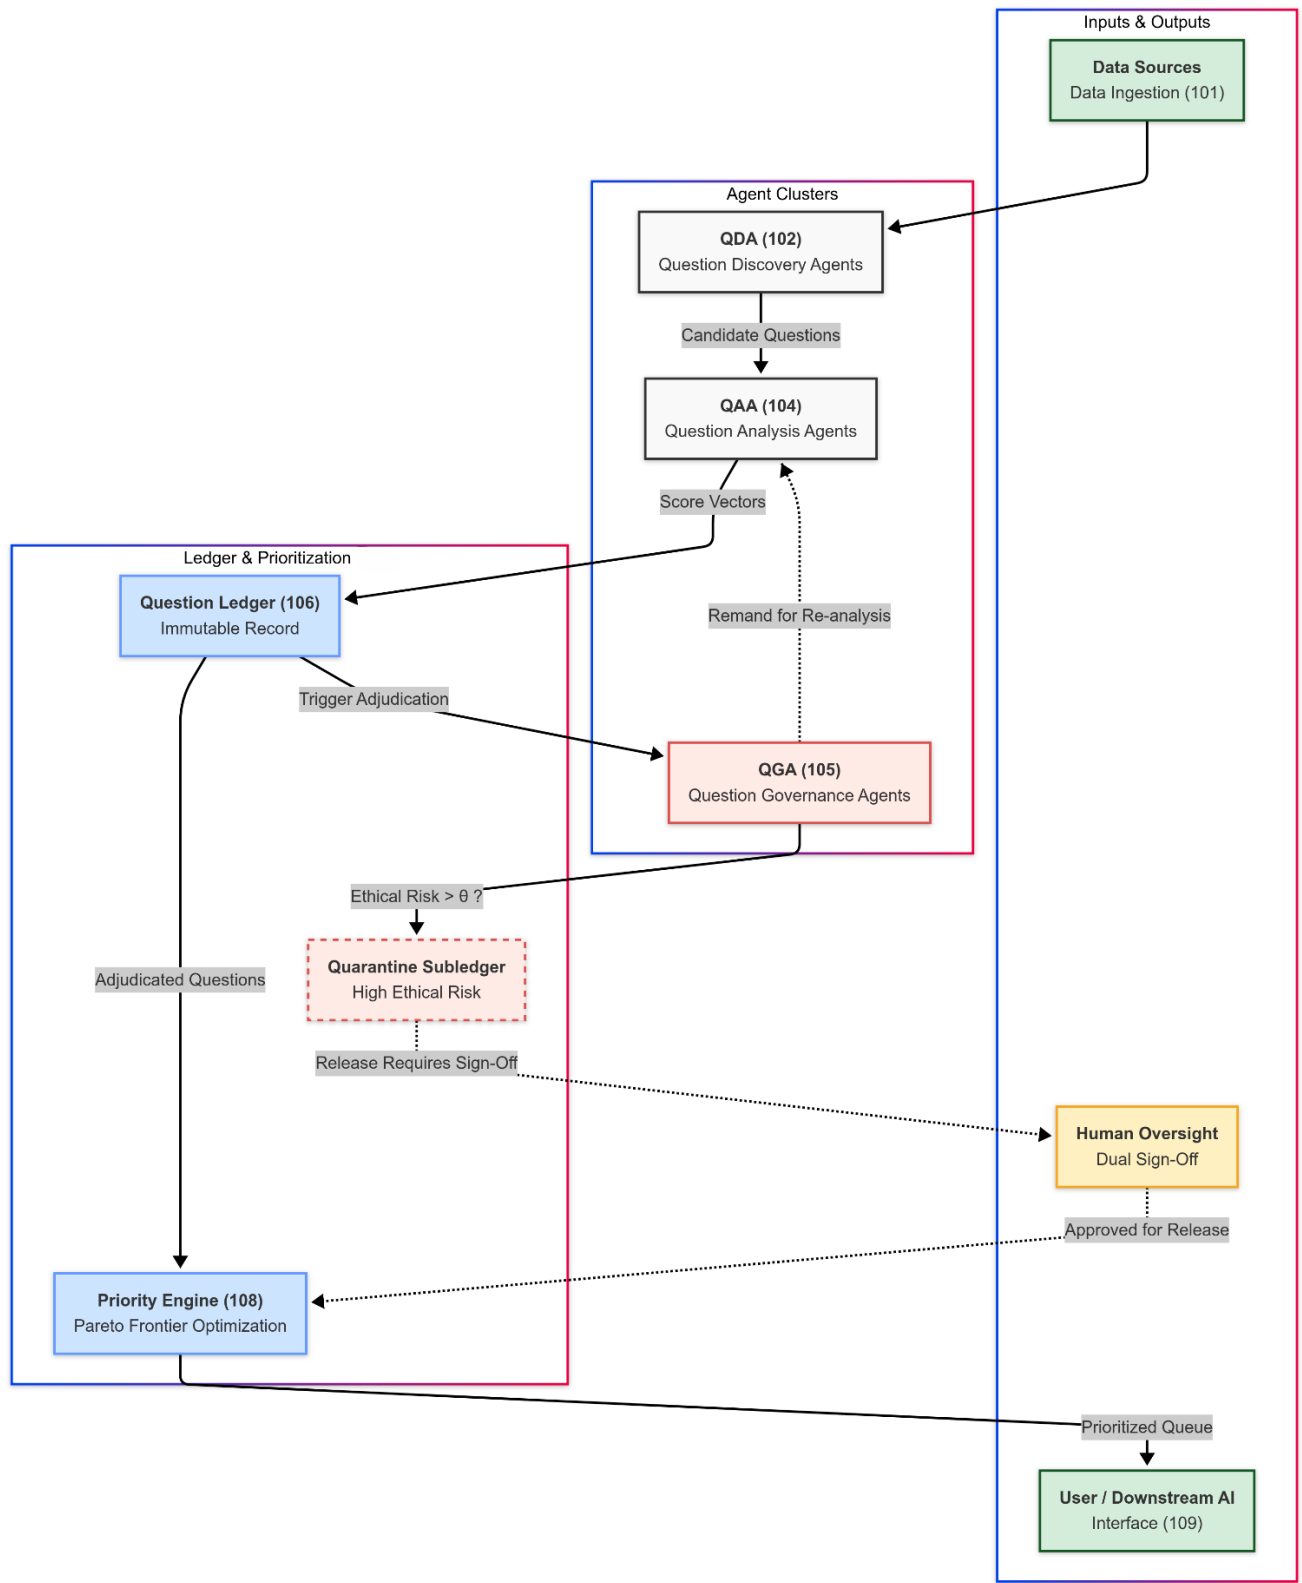 Inputs & Outputs
Data Sources
Data Ingestion (101)
Agent Clusters
QDA (102)
Question Discovery Agents
Candidate Questions
QAA (104)
Question Analysis Agents
Score Vectors
Ledger & Prioritization
Question Ledger (106)
Immutable Record
Remand for Re-analysis
Trigger Adjudication
QGA (105)
Question Governance Agents
Ethical Risk > θ ?
Quarantine Subledger
High Ethical Risk
Adjudicated Questions
Release Requires Sign-Off
Human Oversight
Dual Sign-Off
Approved for Release
Priority Engine (108)
Pareto Frontier Optimization
Prioritized Queue
User / Downstream AI
Interface (109)